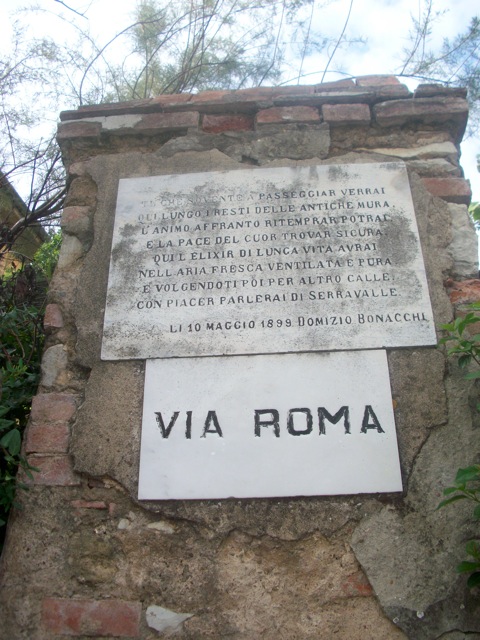 PASSEGGIAR VERRAI
QUI LUNGO I RESTI DELLE ANTICHE MURA
L'ANIMO AFFRANTO RITEMPRAR POTRAI
E LA PACE DEL CUOR TROVAR SICURA.
QUI L'ELISIR DI LUNGA VITA AVRAI
NELL'ARIA FRESCA VENTILATA E PURA
E VOLGENDOTI POI PER ALTRO CALLE,
CON PIACER PARLERAI DI SERRAVALLE.
LI 10 MAGGIO 1899. DOMIZIO BONACCHI.
VIA ROMA